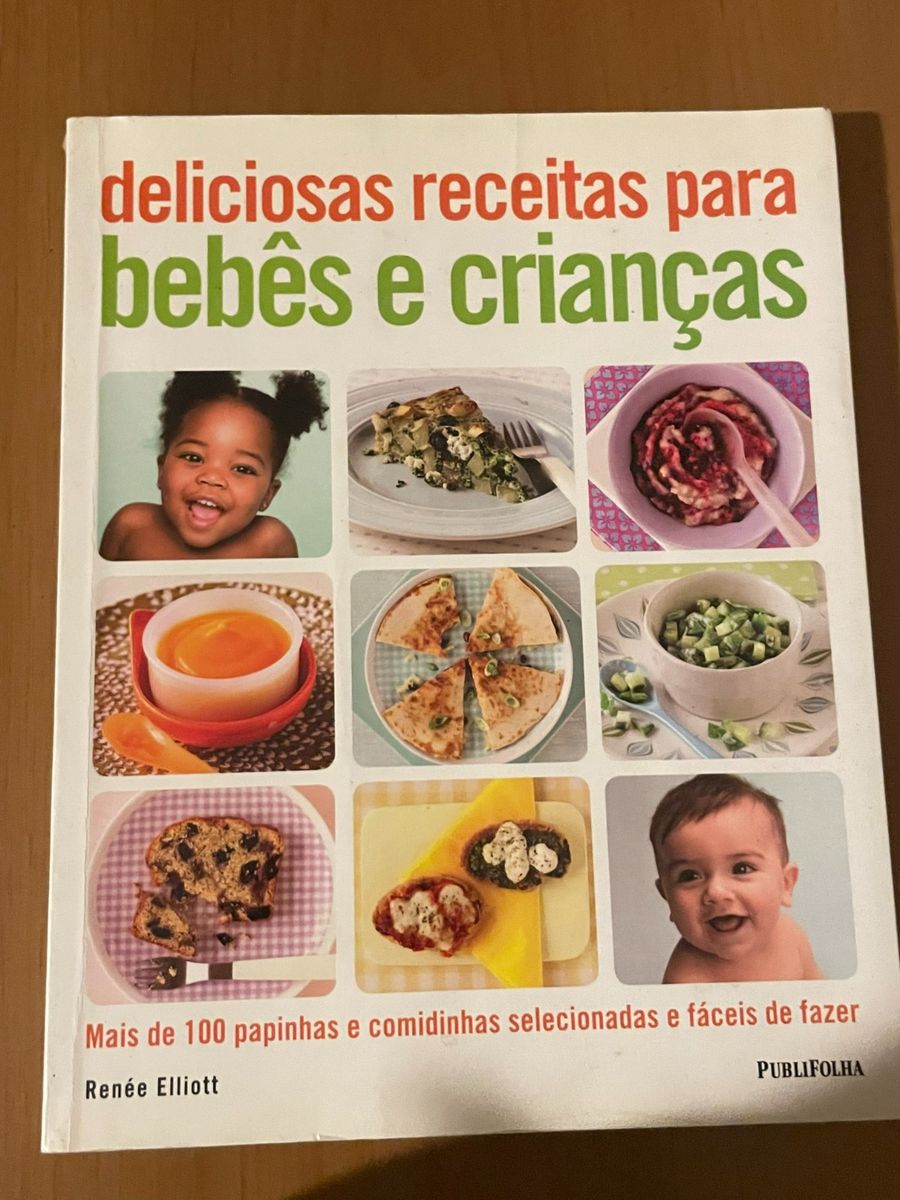 deliciosas receitas para
bebês e crianças
Mais de 100 papinhas e comidinhas selecionadas e fáceis de fazer
Renée Elliott
PUBLIFOLHA